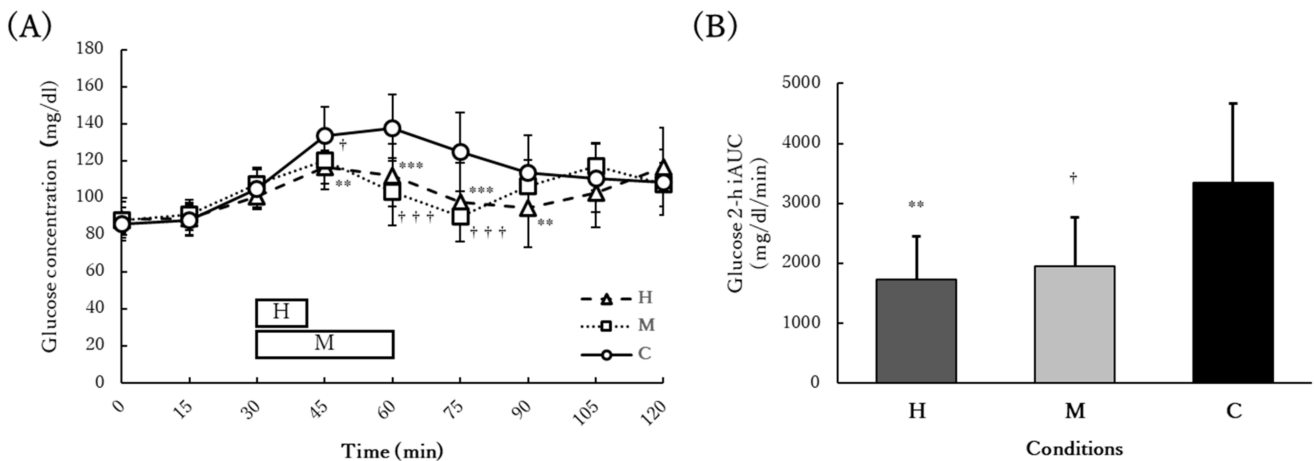 (A)
180
160
140
120
100
80
60
40
20
0
Glucose concentration (mg/dl)
†
**
***
†††
***
†††
**
H
M
H
M
C
0
15
30
45
60
75
90
105
120
Time (min)
(B)
5000
4000
3000
2000
1000
0
Glucose 2-h iAUC
(mg/dl/min)
**
†
H
M
C
Conditions